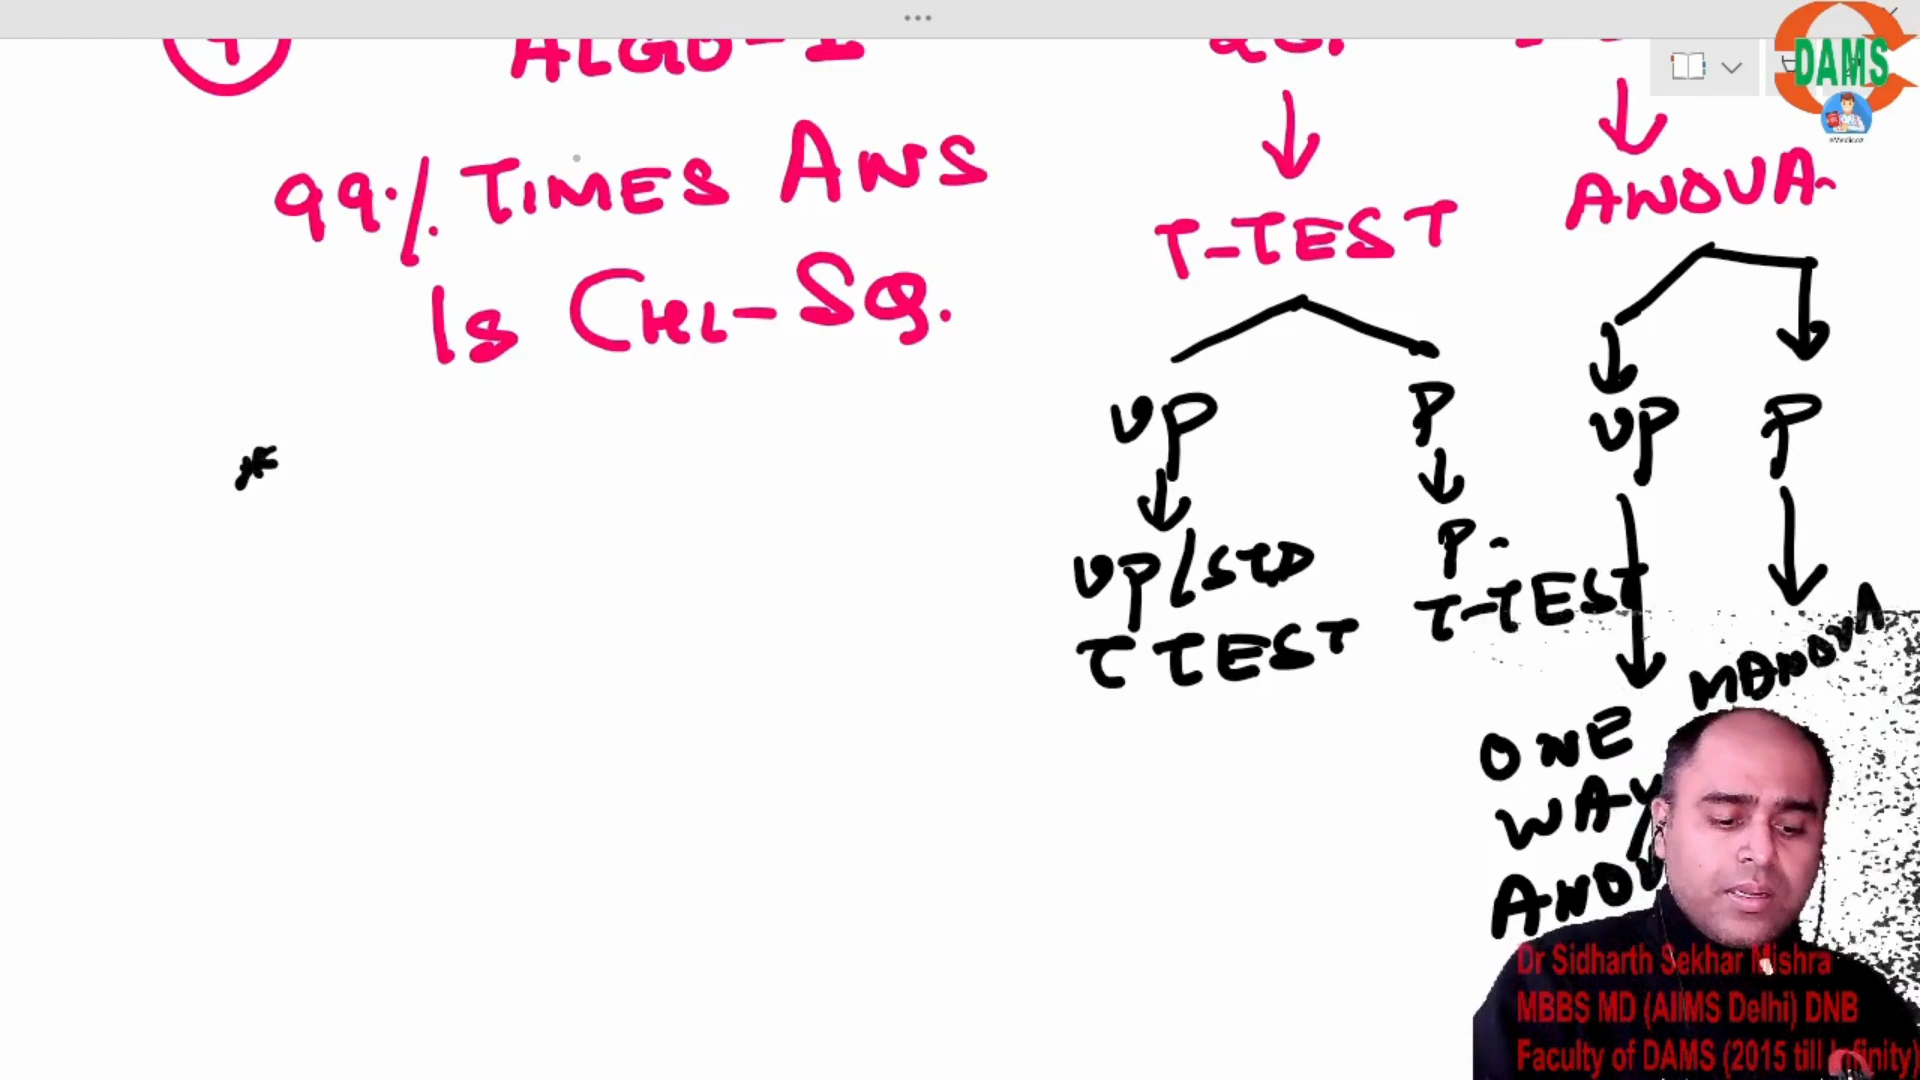 ALGO-I
99% TIMES ANS
IS CHI-SQ.
*
T-TEST
UP
P
UP/STD
T TEST
P-
T-TEST
ANOVA
UP
P
ONE
WAY
MANOVA
DAMS
Dr Sidharth Sekhar Mishra
MBBS MD (AIIMS Delhi) DNB
Faculty of DAMS (2015 till Infinity)